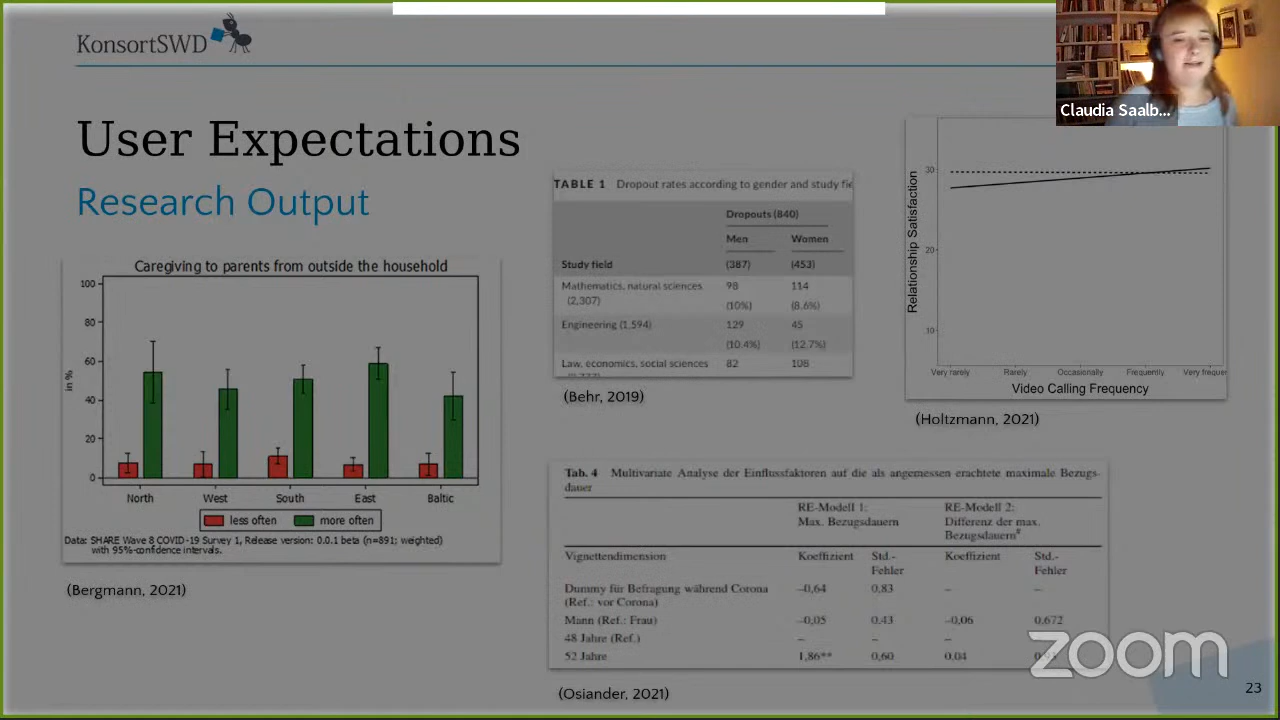 KonsortSWD
Claudia Saalb...
User Expectations
Research Output
Caregiving to parents from outside the household
100
80
60
40
20
0
in %
North West South East Baltic
less often more often
Data: SHARE Wave 8 COVID-19 Survey 1, Release version: 0.0.1 beta (n=891; weighted)
with 95%-confidence intervals.
(Bergmann, 2021)
TABLE 1 Dropout rates according to gender and study fie
Dropouts (840)
Men Women
Study field (387) (453)
Mathematics, natural sciences 98 114
(2,307) (10%) (8.6%)
Engineering (1,594) 129 45
(10.4%) (12.7%)
Law, economics, social sciences 82 108
(Behr, 2019)
Relationship Satisfaction
30
20
10
Very rarely Rarely Occasionally Frequently Very frequen
Video Calling Frequency
(Holtzmann, 2021)
Tab. 4 Multivariate Analyse der Einflussfaktoren auf die als angemessen erachtete maximale Bezugs-
dauer
RE-Modell 1: RE-Modell 2:
Max. Bezugsdauern Differenz der max.
Bezugsdauern#
Vignettendimension Koeffizient Std.- Koeffizient Std.-
Fehler Fehler
Dummy für Befragung während Corona –0,64 0,83 – –
(Ref.: vor Corona)
Mann (Ref.: Frau) –0,05 0,43 –0,06 0,672
48 Jahre (Ref.) – – – –
52 Jahre 1,86** 0,60 0,04
(Osiander, 2021)
zoom
23